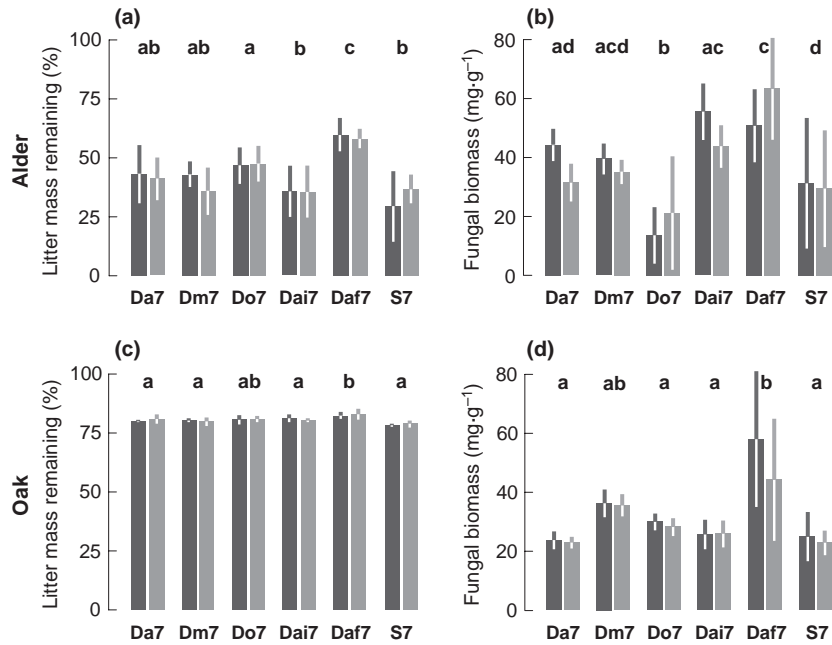 (a)
100
75
50
25
0
Litter mass remaining (%)
Alder
ab ab a b c b
Da7 Dm7 Do7 Dai7 Daf7 S7
(b)
80
60
40
20
0
Fungal biomass (mg·g⁻¹)
ad acd b ac c d
Da7 Dm7 Do7 Dai7 Daf7 S7
(c)
100
75
50
25
0
Litter mass remaining (%)
Oak
a a ab a b a
Da7 Dm7 Do7 Dai7 Daf7 S7
(d)
80
60
40
20
0
Fungal biomass (mg·g⁻¹)
a ab a a b a
Da7 Dm7 Do7 Dai7 Daf7 S7